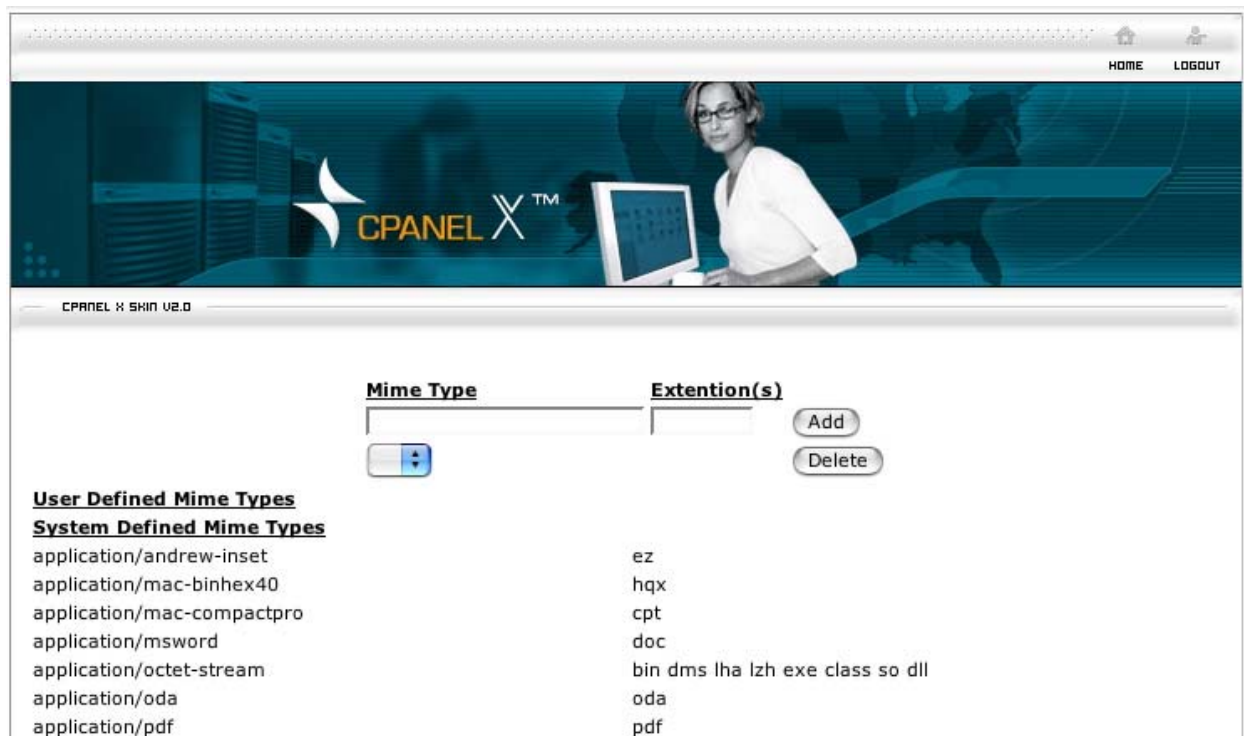 HOME LOGOUT
CPANEL X ™
CPANEL X SKIN V2.0
Mime Type Extention(s)
Add
Delete
User Defined Mime Types
System Defined Mime Types
application/andrew-inset ez
application/mac-binhex40 hqx
application/mac-compactpro cpt
application/msword doc
application/octet-stream bin dms lha lzh exe class so dll
application/oda oda
application/pdf pdf